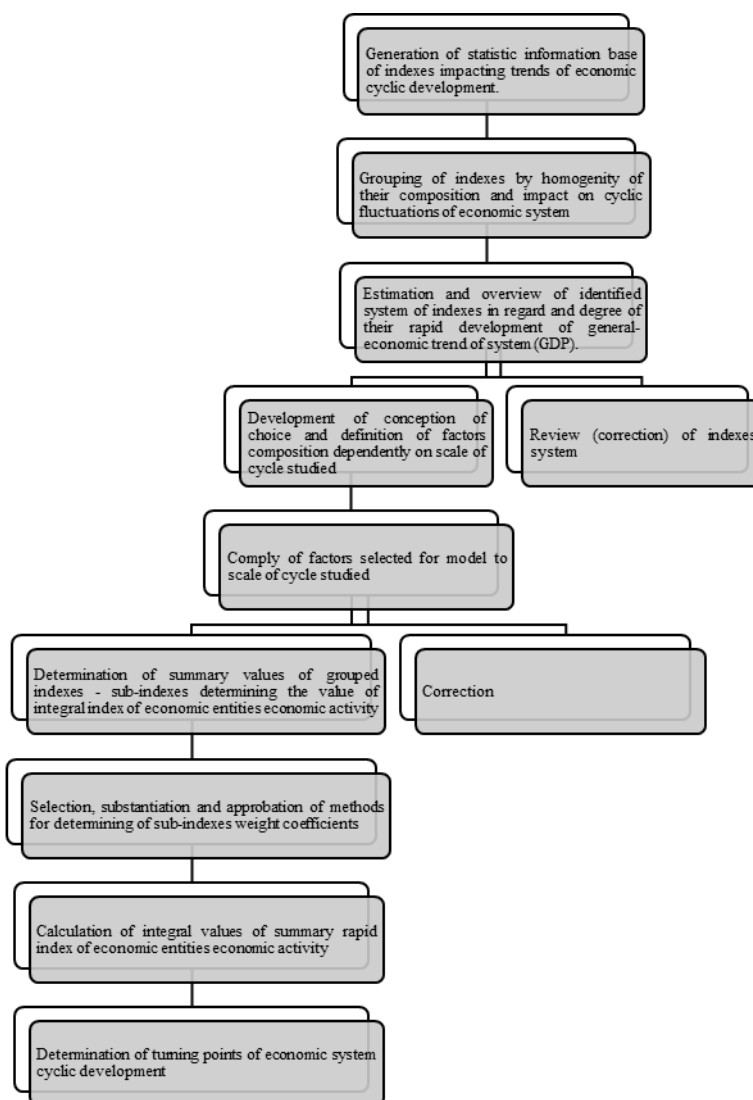 Generation of statistic information base
of indexes impacting trends of economic
cyclic development.
Grouping of indexes by homogenity of
their composition and impact on cyclic
fluctuations of economic system
Estimation and overview of identified
system of indexes in regard and degree of
their rapid development of general-
economic trend of system (GDP).
Development of conception of
choice and definition of factors
composition dependently on scale of
cycle studied
Review (correction) of indexes
system
Comply of factors selected for model to
scale of cycle studied
Determination of summary values of grouped
indexes - sub-indexes determining the value of
integral index of economic entities economic activity
Correction
Selection, substantiation and approbation of methods
for determining of sub-indexes weight coefficients
Calculation of integral values of summary rapid
index of economic entities economic activity
Determination of turning points of economic system
cyclic development